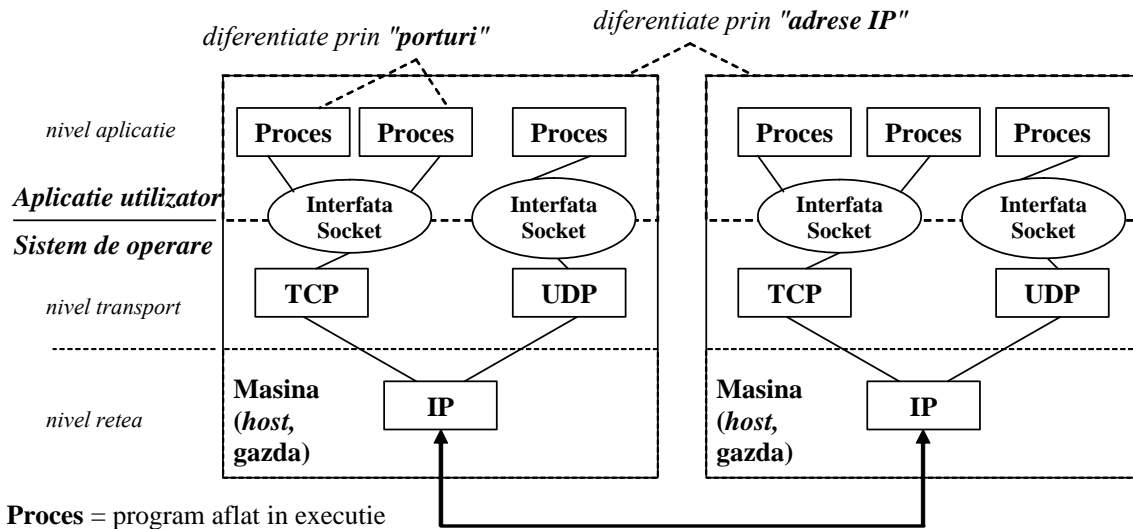 diferentiate prin "porturi"
diferentiate prin "adrese IP"
nivel aplicatie
Proces
Proces
Proces
Proces
Proces
Proces
Aplicatie utilizator
Interfata
Socket
Interfata
Socket
Interfata
Socket
Interfata
Socket
Sistem de operare
nivel transport
TCP
UDP
TCP
UDP
nivel retea
Masina
(host,
gazda)
IP
Masina
(host,
gazda)
IP
Proces = program aflat in executie